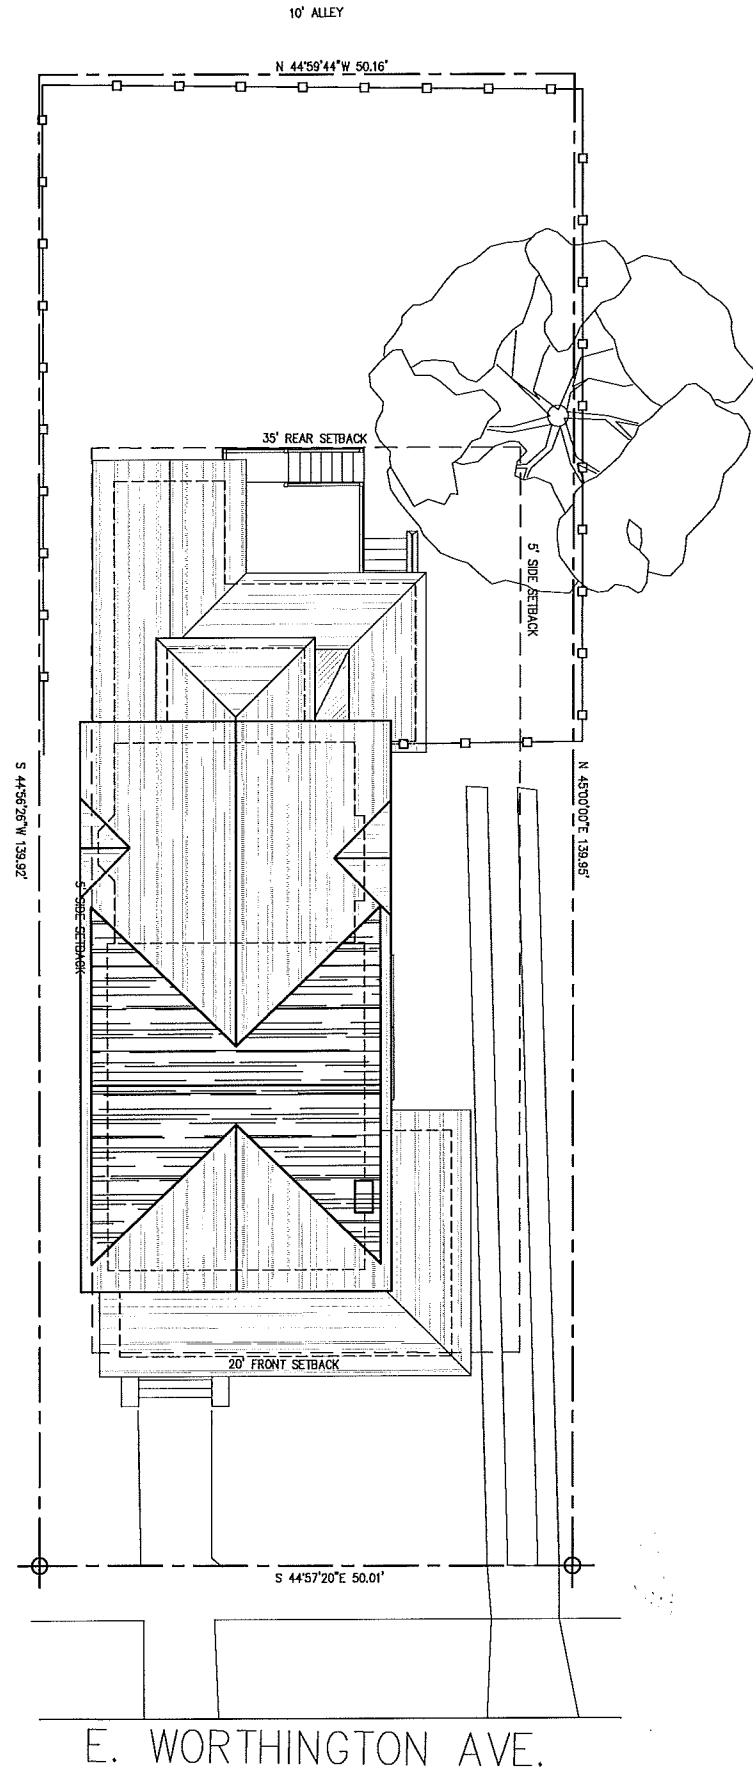 10' ALLEY
N 44°59'44"W 50.16'
35' REAR SETBACK
5' SIDE SETBACK
S 44°56'26"W 139.92'
N 45°00'00"E 139.95'
5' SIDE SETBACK
20' FRONT SETBACK
S 44°57'20"E 50.01'
E. WORTHINGTON AVE.